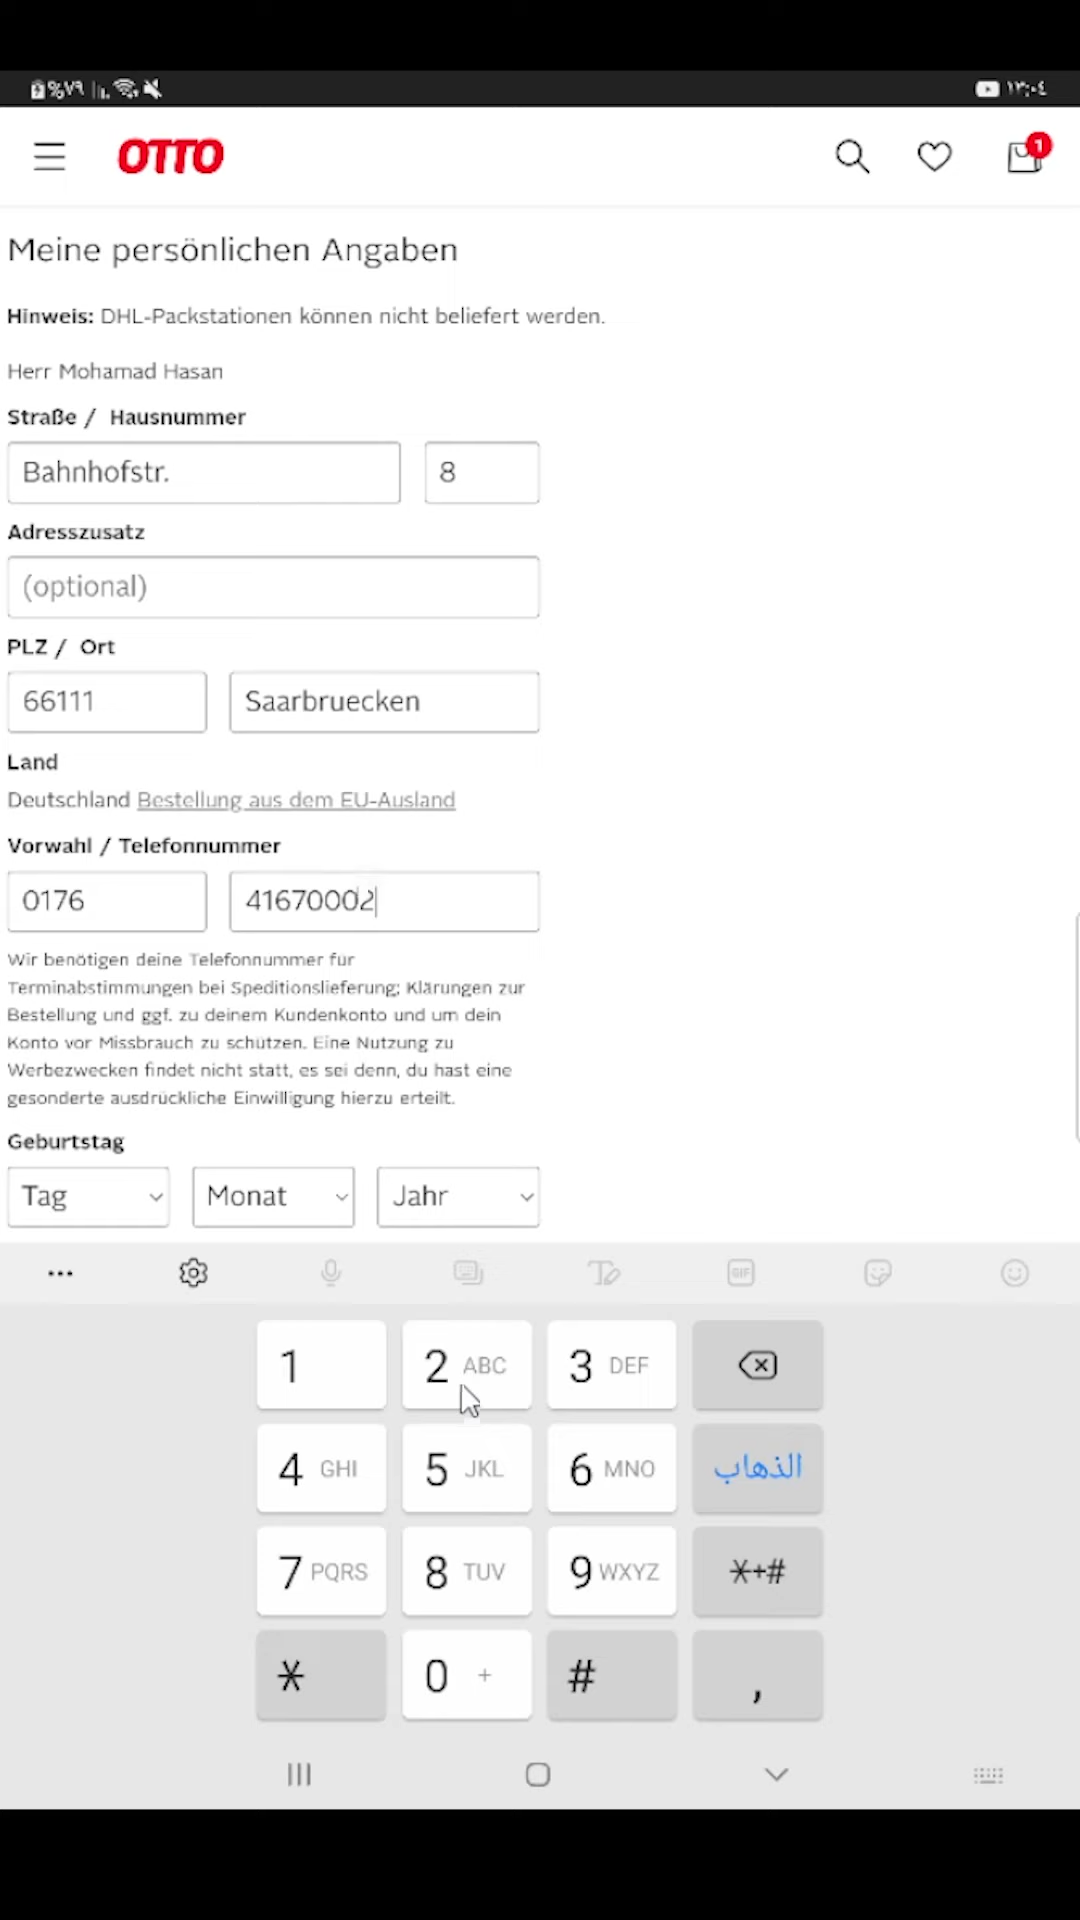 %٧٩
١٣:٠٤
OTTO
1
Meine persönlichen Angaben
Hinweis: DHL-Packstationen können nicht beliefert werden.
Herr Mohamad Hasan
Straße / Hausnummer
Bahnhofstr.
8
Adresszusatz
(optional)
PLZ / Ort
66111
Saarbruecken
Land
Deutschland Bestellung aus dem EU-Ausland
Vorwahl / Telefonnummer
0176
41670002
Wir benötigen deine Telefonnummer für
Terminabstimmungen bei Speditionslieferung; Klärungen zur
Bestellung und ggf. zu deinem Kundenkonto und um dein
Konto vor Missbrauch zu schützen. Eine Nutzung zu
Werbezwecken findet nicht statt, es sei denn, du hast eine
gesonderte ausdrückliche Einwilligung hierzu erteilt.
Geburtstag
Tag
Monat
Jahr
GIF
1
2 ABC
3 DEF
4 GHI
5 JKL
6 MNO
الذهاب
7 PQRS
8 TUV
9 WXYZ
*+#
*
0 +
#
,